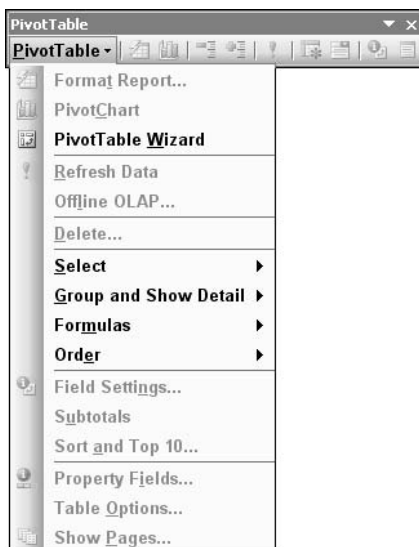 PivotTable
PivotTable
Format Report...
PivotChart
PivotTable Wizard
Refresh Data
Offline OLAP...
Delete...
Select
Group and Show Detail
Formulas
Order
Field Settings...
Subtotals
Sort and Top 10...
Property Fields...
Table Options...
Show Pages...